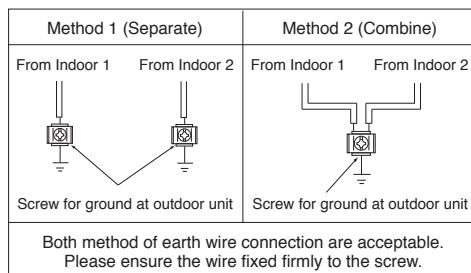 Method 1 (Separate)
Method 2 (Combine)
From Indoor 1
From Indoor 2
From Indoor 1
From Indoor 2
Screw for ground at outdoor unit
Screw for ground at outdoor unit
Both method of earth wire connection are acceptable.
Please ensure the wire fixed firmly to the screw.